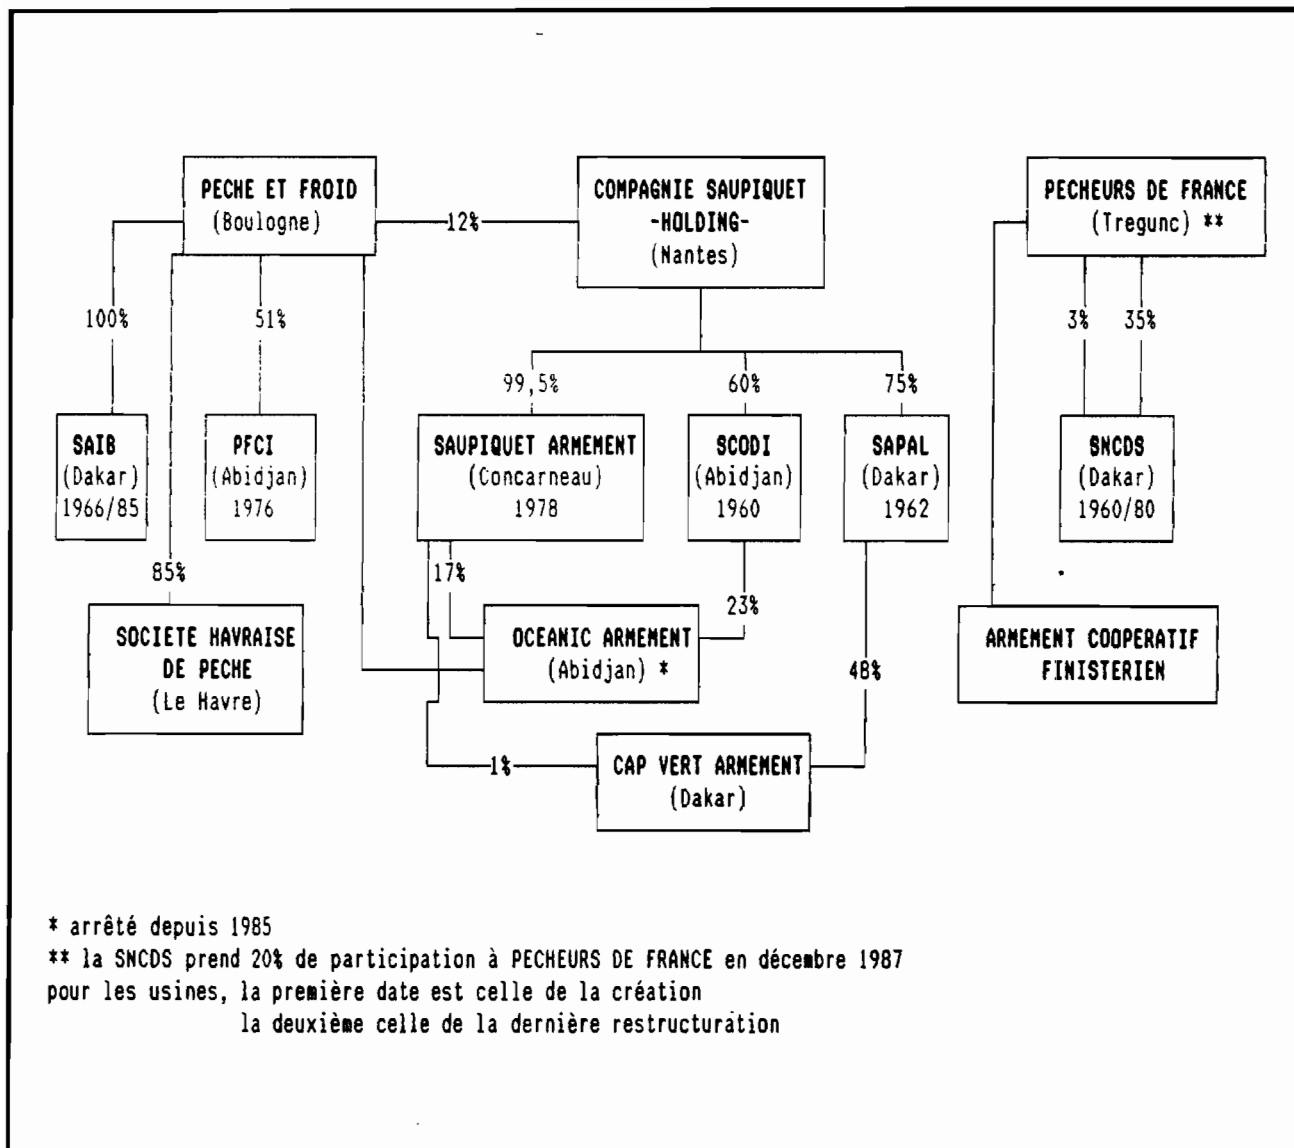 PECHE ET FROID
(Boulogne)
12%
COMPAGNIE SAUPIQUET
-HOLDING-
(Nantes)
PECHEURS DE FRANCE
(Tregunc) **
100%
51%
3%
35%
99,5%
60%
75%
SAIB
(Dakar)
1966/85
PFCI
(Abidjan)
1976
SAUPIQUET ARMEMENT
(Concarneau)
1978
SCODI
(Abidjan)
1960
SAPAL
(Dakar)
1962
SNCDS
(Dakar)
1960/80
85%
17%
23%
48%
SOCIETE HAVRAISE
DE PECHE
(Le Havre)
OCEANIC ARMEMENT
(Abidjan) *
ARMEMENT COOPERATIF
FINISTERIEN
1%
CAP VERT ARMEMENT
(Dakar)
* arrêté depuis 1985
** la SNCDS prend 20% de participation à PECHEURS DE FRANCE en décembre 1987
pour les usines, la première date est celle de la création
la deuxième celle de la dernière restructuration